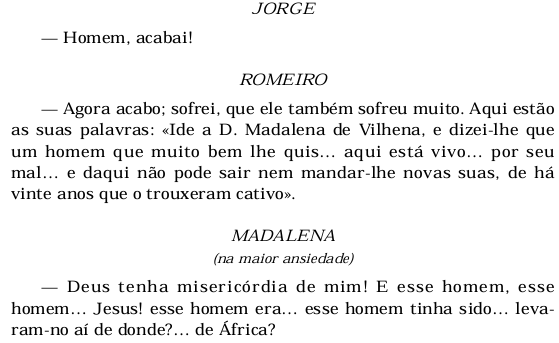 JORGE
— Homem, acabai!
ROMEIRO
— Agora acabo; sofrei, que ele também sofreu muito. Aqui estão
as suas palavras: «Ide a D. Madalena de Vilhena, e dizei-lhe que
um homem que muito bem lhe quis... aqui está vivo... por seu
mal... e daqui não pode sair nem mandar-lhe novas suas, de há
vinte anos que o trouxeram cativo».
MADALENA
(na maior ansiedade)
— Deus tenha misericórdia de mim! E esse homem, esse
homem... Jesus! esse homem era... esse homem tinha sido... leva-
ram-no aí de donde?... de África?